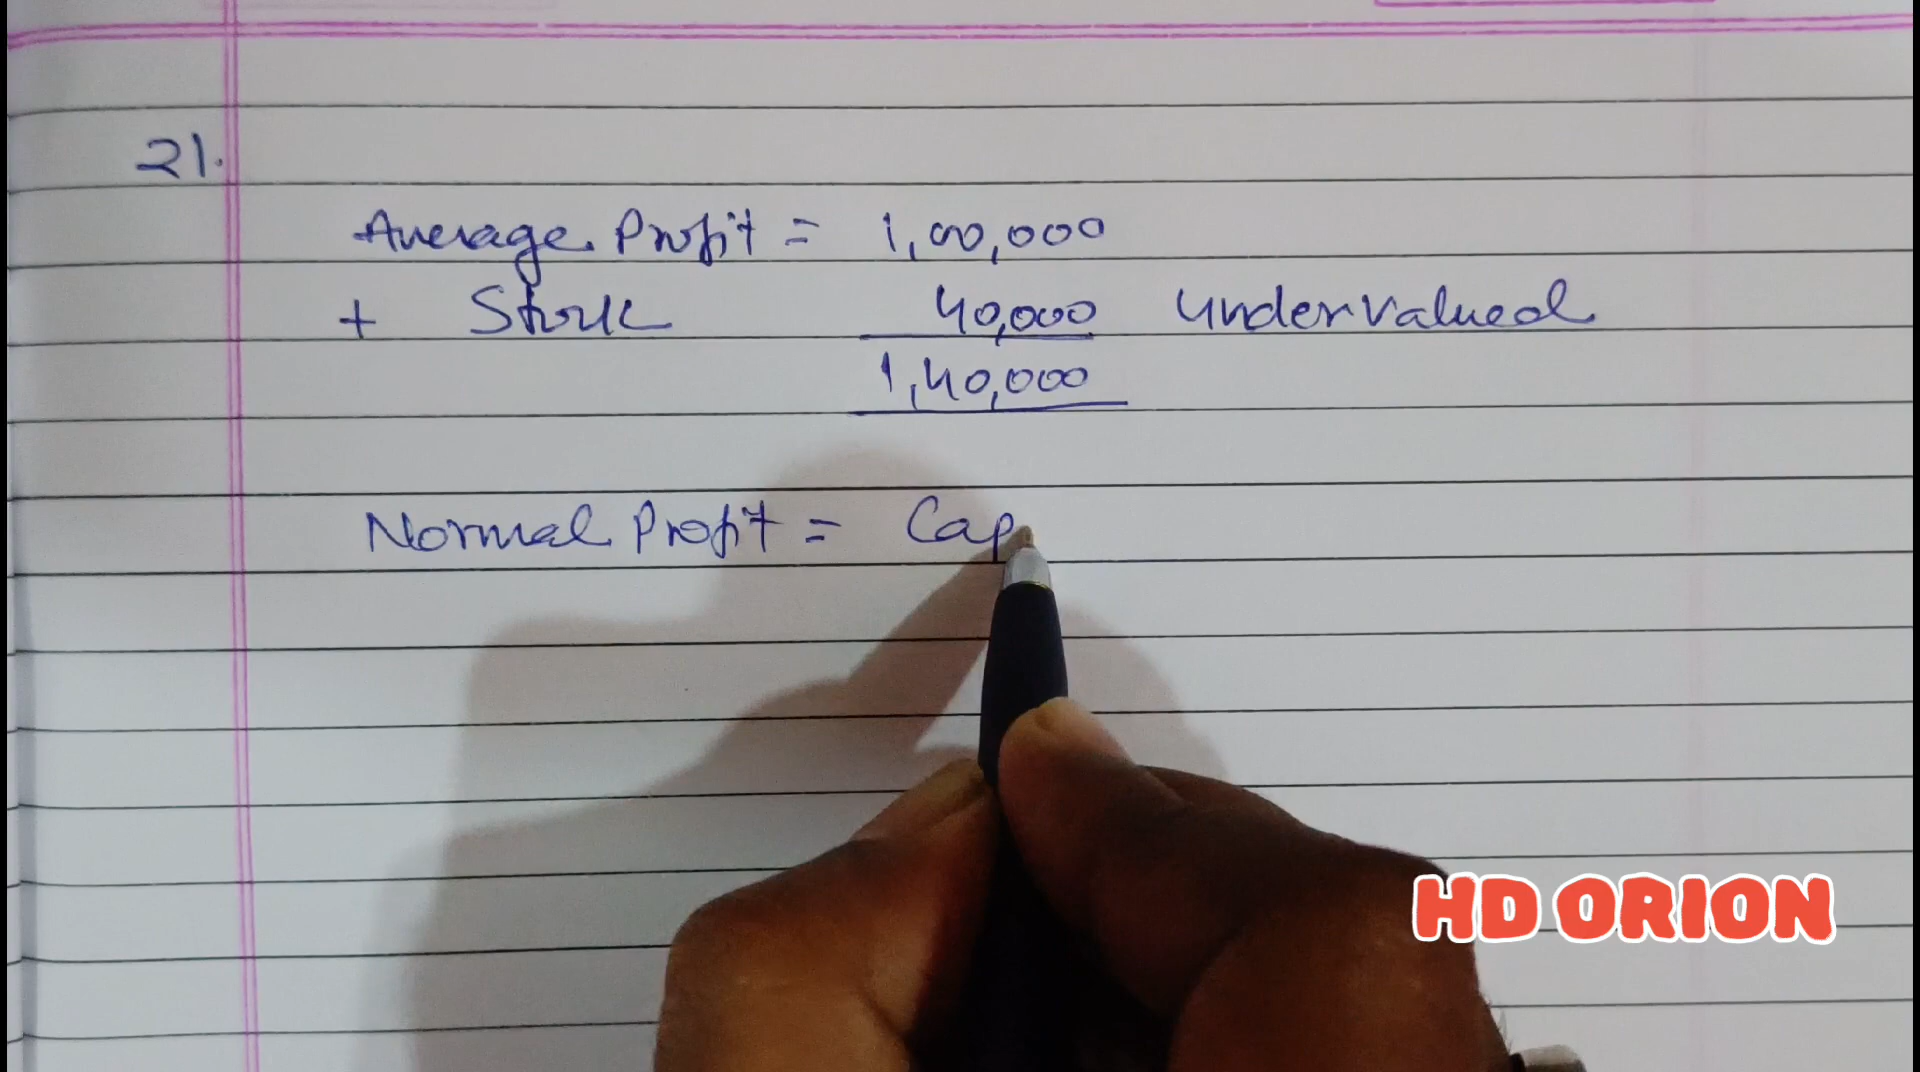 21.
Average Profit = 1,00,000
+ Stock 40,000 undervalued
1,40,000
Normal Profit = Cap
HD ORION